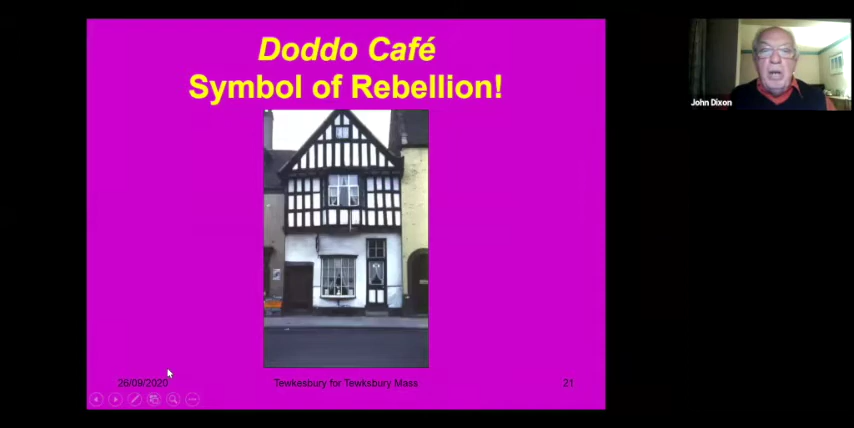 Doddo Café
Symbol of Rebellion!
John Dixon
26/09/2020
Tewkesbury for Tewksbury Mass
21